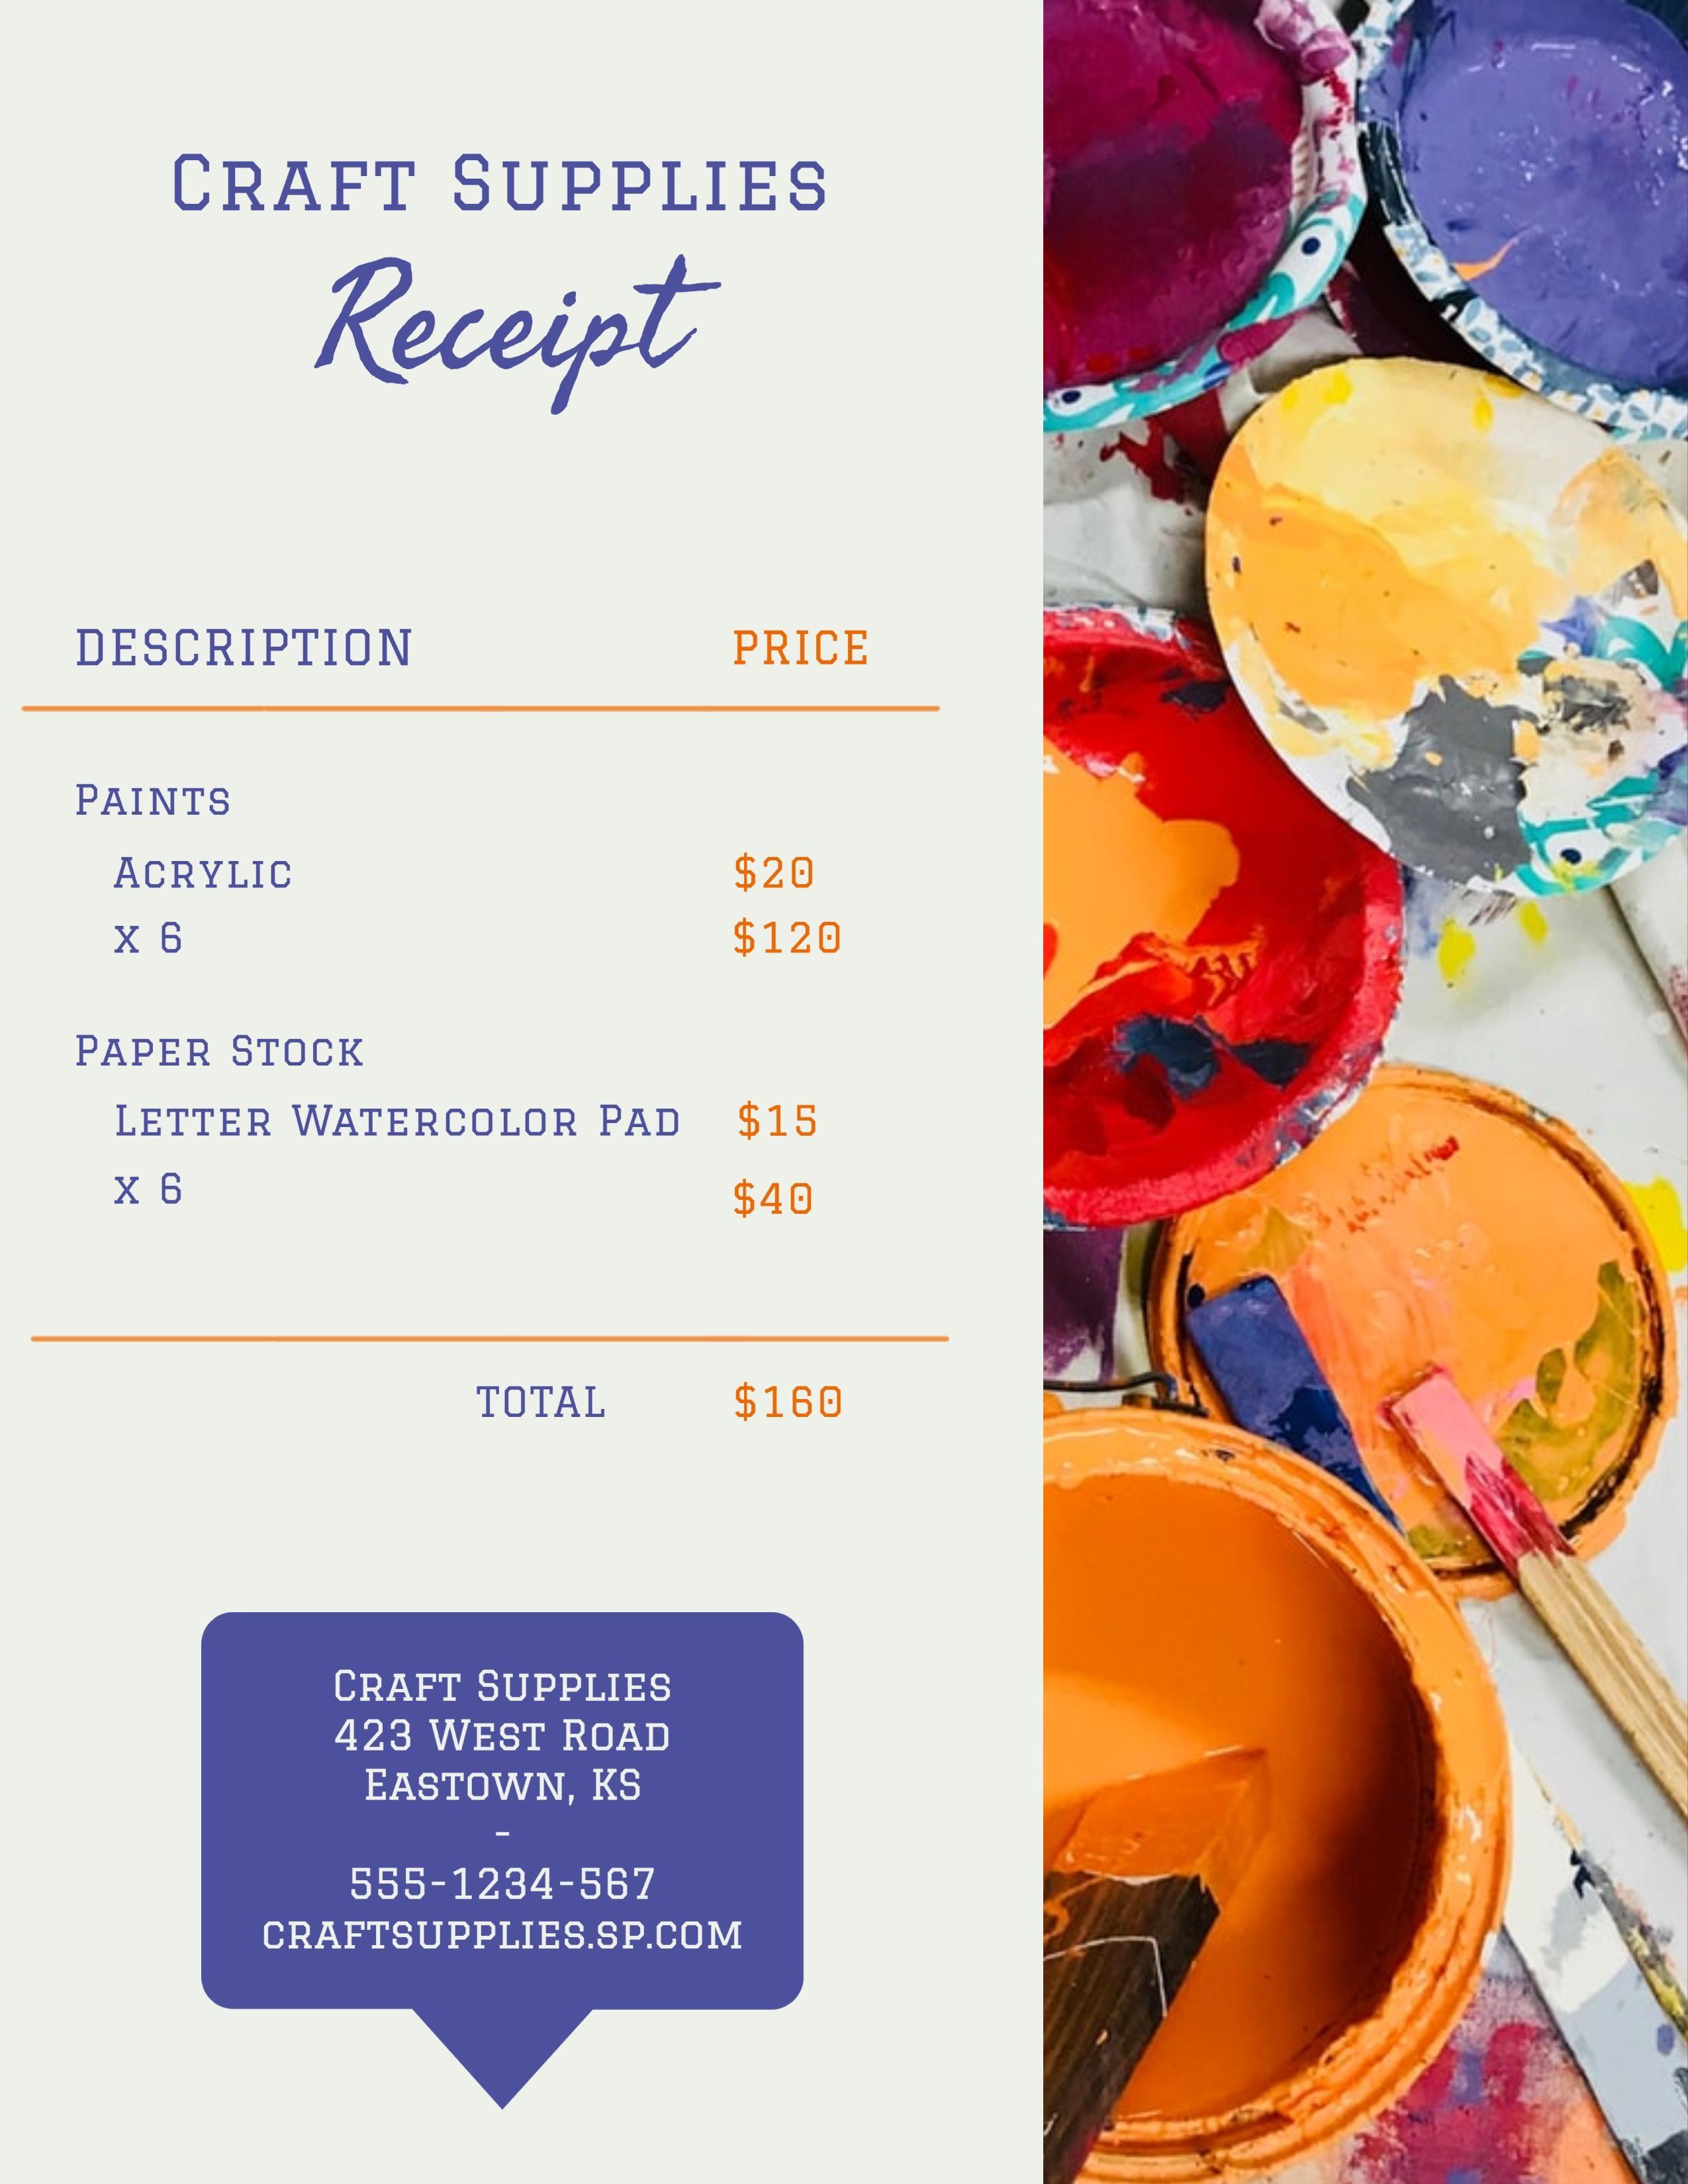 Craft Supplies
Receipt
DESCRIPTION PRICE
Paints
Acrylic $20
x 6 $120
Paper Stock
Letter Watercolor Pad $15
x 6 $40
TOTAL $160
Craft Supplies
423 West Road
Eastown, KS
-
555-1234-567
craftsupplies.sp.com